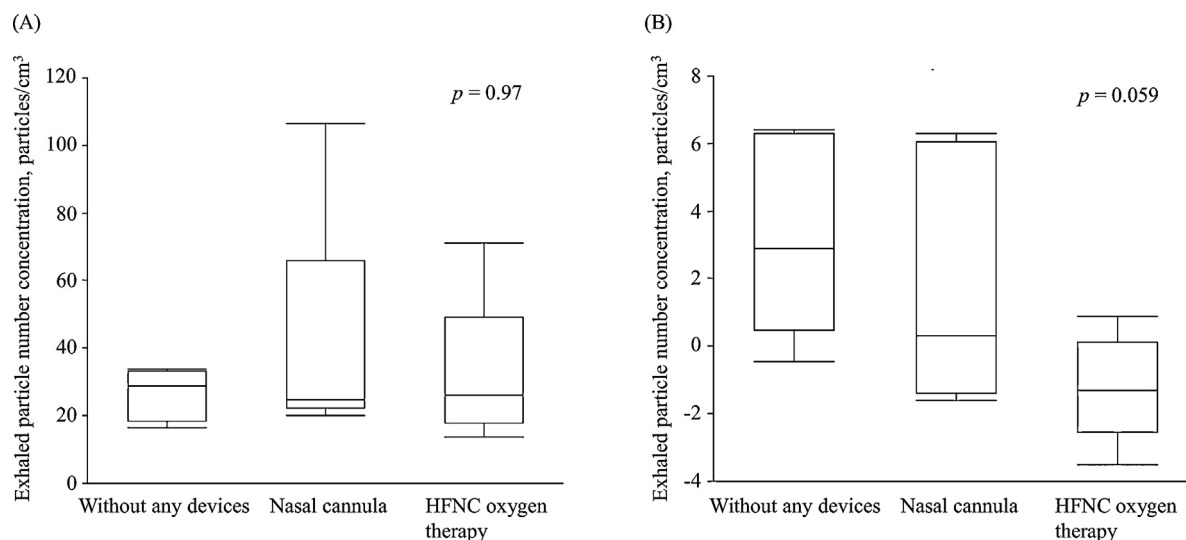 (A)
Exhaled particle number concentration, particles/cm³
120
100
80
60
40
20
0
p = 0.97
Without any devices
Nasal cannula
HFNC oxygen
therapy
(B)
Exhaled particle number concentration, particles/cm³
8
6
4
2
0
-2
-4
p = 0.059
Without any devices
Nasal cannula
HFNC oxygen
therapy